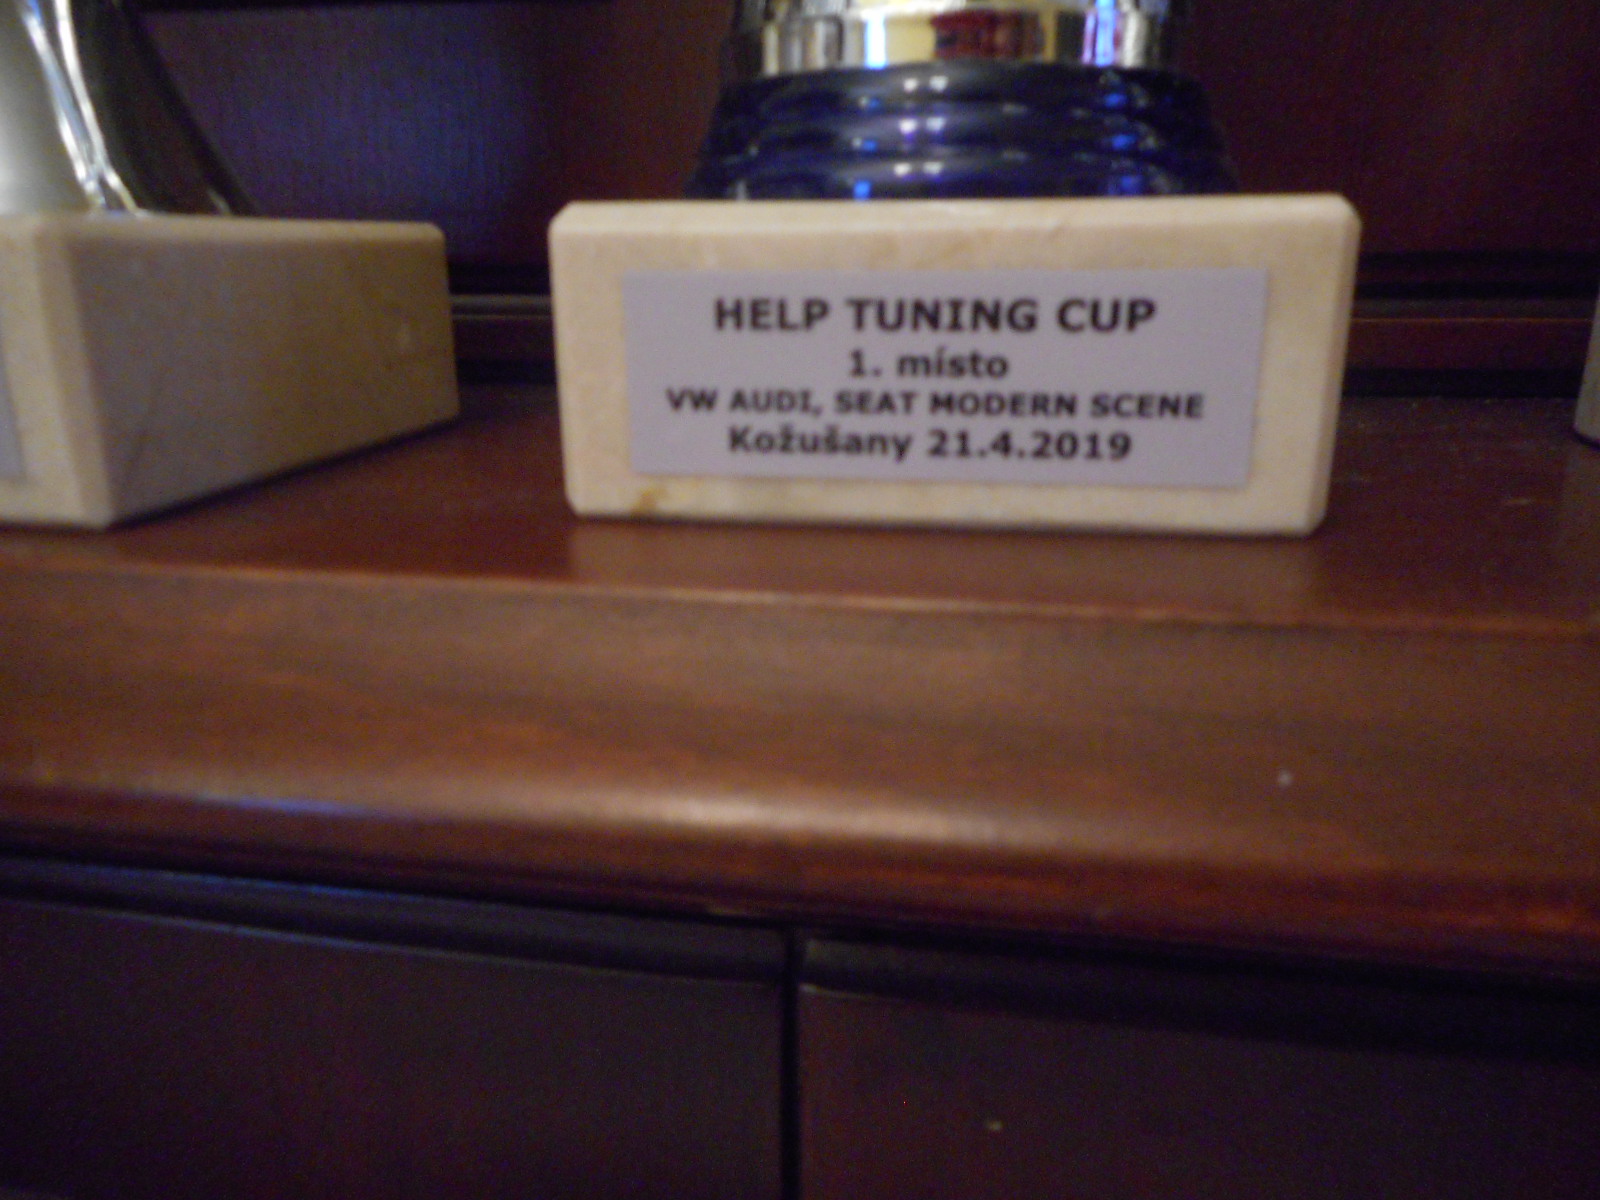 HELP TUNING CUP
1. místo
VW AUDI, SEAT MODERN SCENE
Kožušany 21.4.2019